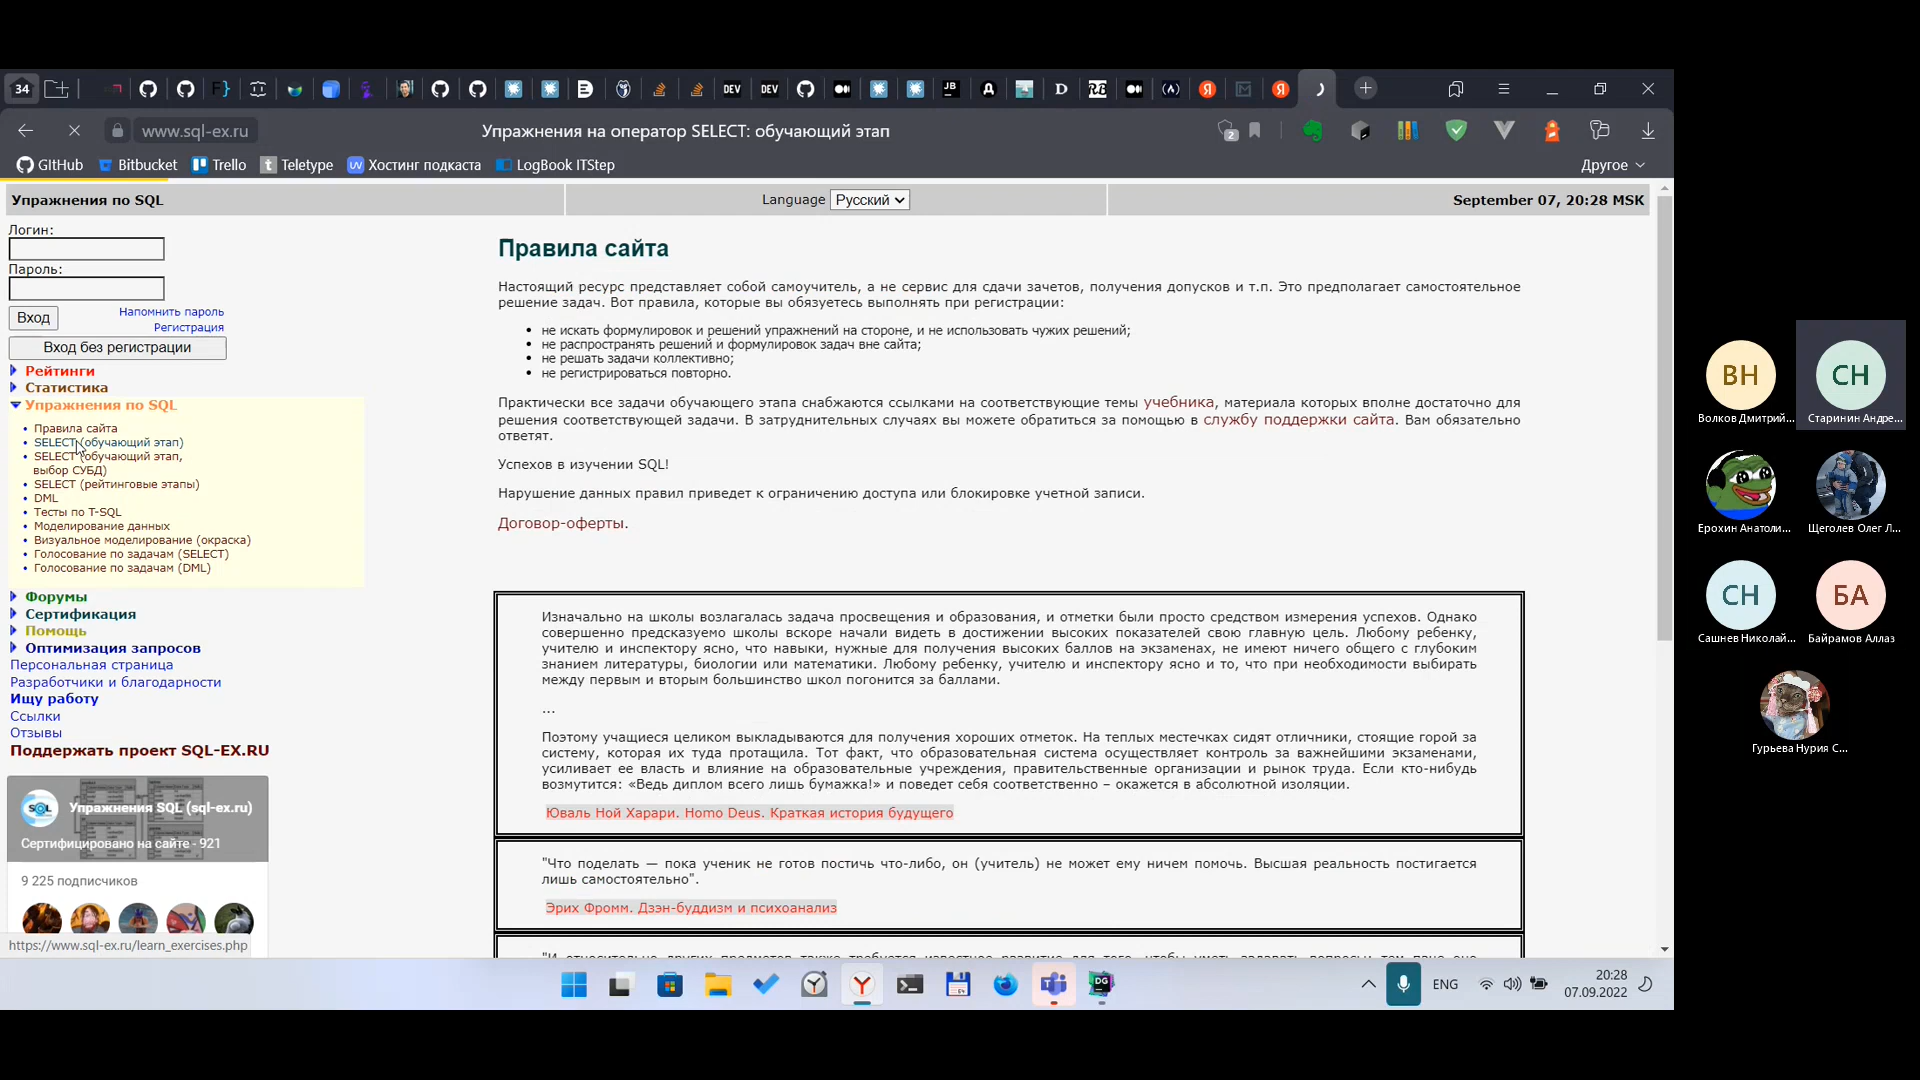 34
DEV
DEV
JB
RB
www.sql-ex.ru
Упражнения на оператор SELECT: обучающий этап
2
GItHub
Bitbucket
Trello
t Teletype
Хостинг подкаста
LogBook ITStep
Другое
Упражнения по SQL
Language Русский
September 07, 20:28 MSK
Логин:
Пароль:
Вход
Напомнить пароль
Регистрация
Вход без регистрации
Рейтинги
Статистика
Упражнения по SQL
• Правила сайта
• SELECT (обучающий этап)
• SELECT (обучающий этап,
выбор СУБД)
• SELECT (рейтинговые этапы)
• DML
• Тесты по T-SQL
• Моделирование данных
• Визуальное моделирование (окраска)
• Голосование по задачам (SELECT)
• Голосование по задачам (DML)
Форумы
Сертификация
Помощь
Оптимизация запросов
Персональная страница
Разработчики и благодарности
Ищу работу
Ссылки
Отзывы
Поддержать проект SQL-EX.RU
SQL
Упражнения SQL (sql-ex.ru)
Сертифицировано на сайте - 921
9 225 подписчиков
https://www.sql-ex.ru/learn_exercises.php
Правила сайта
Настоящий ресурс представляет собой самоучитель, а не сервис для сдачи зачетов, получения допусков и т.п. Это предполагает самостоятельное
решение задач. Вот правила, которые вы обязуетесь выполнять при регистрации:
• не искать формулировок и решений упражнений на стороне, и не использовать чужих решений;
• не распространять решений и формулировок задач вне сайта;
• не решать задачи коллективно;
• не регистрироваться повторно.
Практически все задачи обучающего этапа снабжаются ссылками на соответствующие темы учебника, материала которых вполне достаточно для
решения соответствующей задачи. В затруднительных случаях вы можете обратиться за помощью в службу поддержки сайта. Вам обязательно
ответят.
Успехов в изучении SQL!
Нарушение данных правил приведет к ограничению доступа или блокировке учетной записи.
Договор-оферты.
Изначально на школы возлагалась задача просвещения и образования, и отметки были просто средством измерения успехов. Однако
совершенно предсказуемо школы вскоре начали видеть в достижении высоких показателей свою главную цель. Любому ребенку,
учителю и инспектору ясно, что навыки, нужные для получения высоких баллов на экзаменах, не имеют ничего общего с глубоким
знанием литературы, биологии или математики. Любому ребенку, учителю и инспектору ясно и то, что при необходимости выбирать
между первым и вторым большинство школ погонится за баллами.
...
Поэтому учащиеся целиком выкладываются для получения хороших отметок. На теплых местечках сидят отличники, стоящие горой за
систему, которая их туда протащила. Тот факт, что образовательная система осуществляет контроль за важнейшими экзаменами,
усиливает ее власть и влияние на образовательные учреждения, правительственные организации и рынок труда. Если кто-нибудь
возмутится: «Ведь диплом всего лишь бумажка!» и поведет себя соответственно – окажется в абсолютной изоляции.
Юваль Ной Харари. Homo Deus. Краткая история будущего
"Что поделать — пока ученик не готов постичь что-либо, он (учитель) не может ему ничем помочь. Высшая реальность постигается
лишь самостоятельно".
Эрих Фромм. Дзэн-буддизм и психоанализ
ENG
20:28
07.09.2022
ВН
Волков Дмитрий...
СН
Старинин Андре...
Ерохин Анатоли...
Щеголев Олег Л...
СН
Сашнев Николай...
БА
Байрамов Аллаз
Гурьева Нурия С...